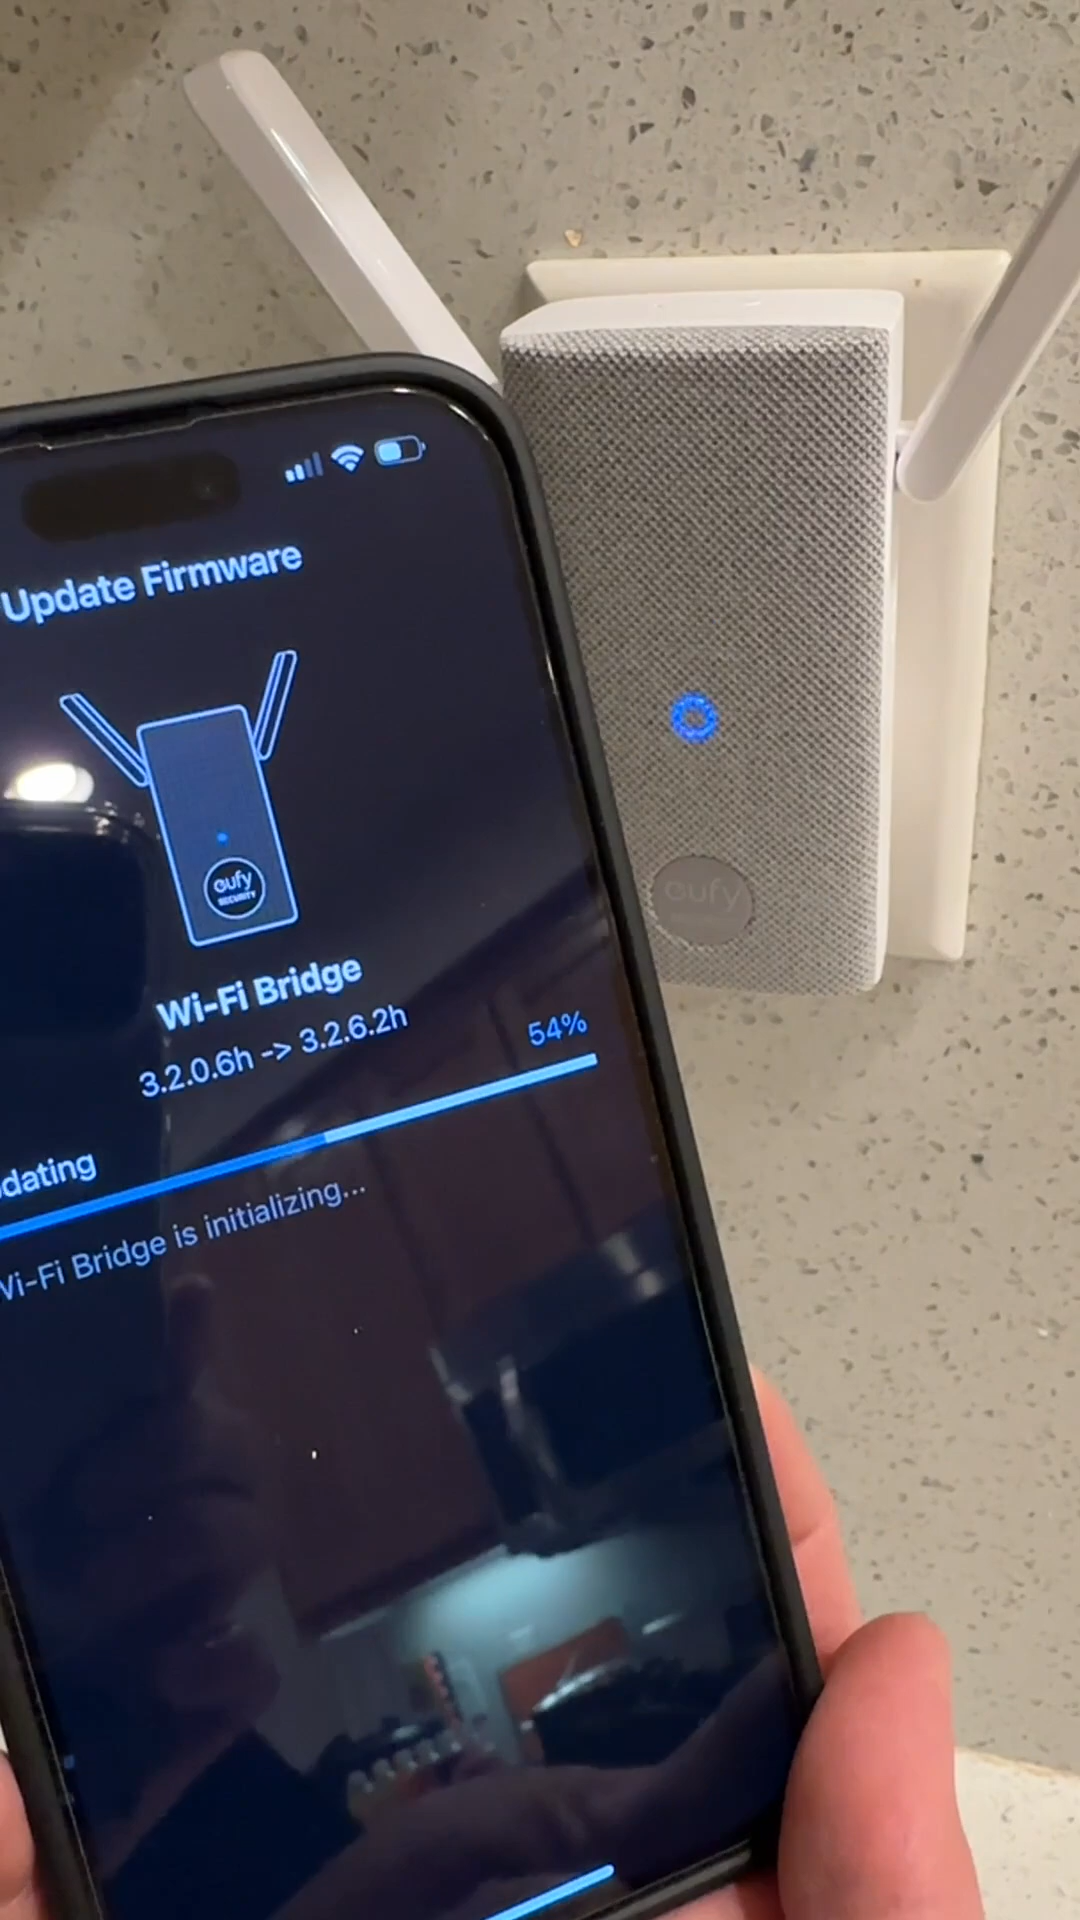 Update Firmware
eufy
SECURITY
Wi-Fi Bridge
3.2.0.6h -> 3.2.6.2h
54%
dating
Wi-Fi Bridge is initializing...
eufy